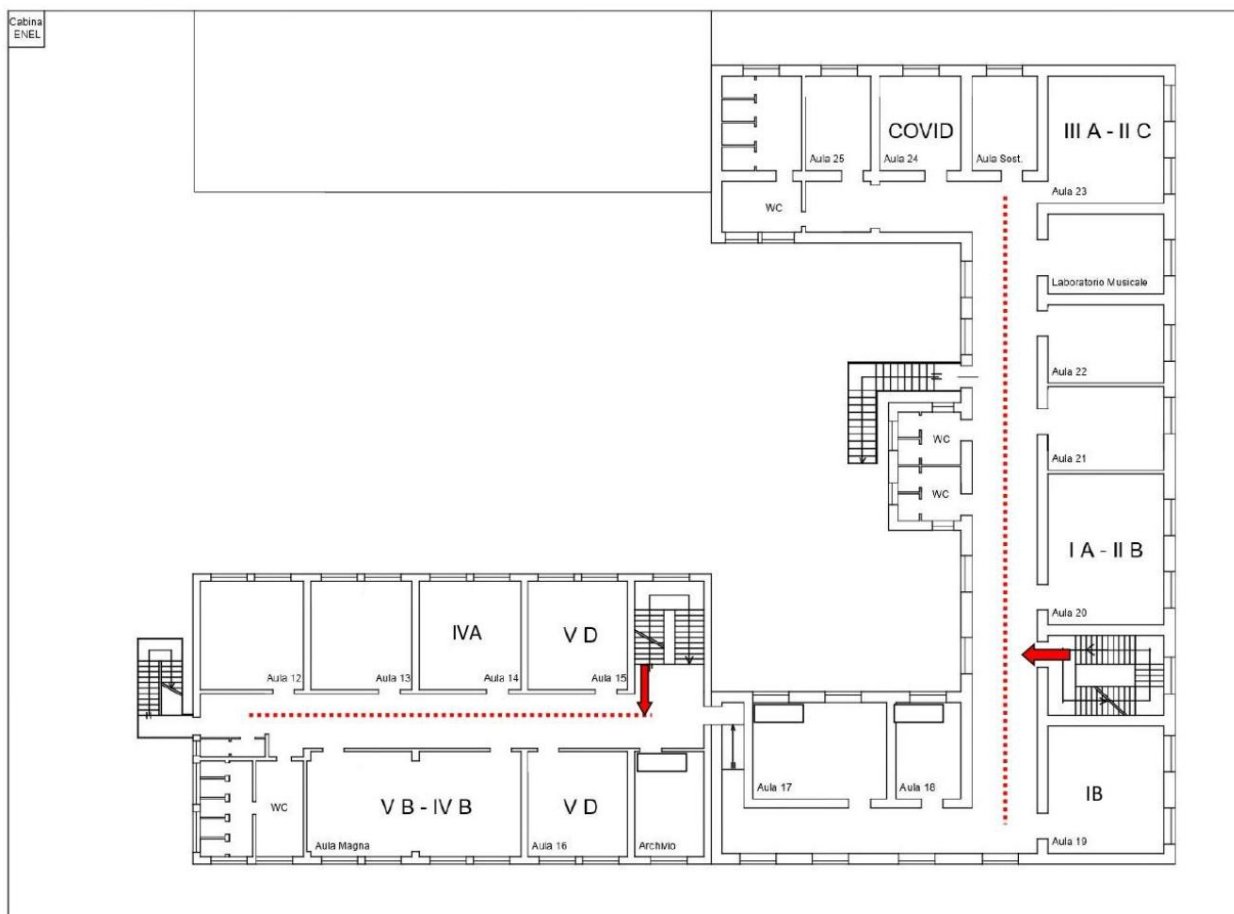 Cabina
ENEL
COVID
III A - II C
Aula 25
Aula 24
Aula Sost.
Aula 23
WC
Laboratorio Musicale
Aula 22
WC
Aula 21
WC
I A - II B
Aula 20
IVA
V D
Aula 12
Aula 13
Aula 14
Aula 15
Aula 17
Aula 18
IB
WC
V B - IV B
V D
Aula Magna
Aula 16
Archivio
Aula 19